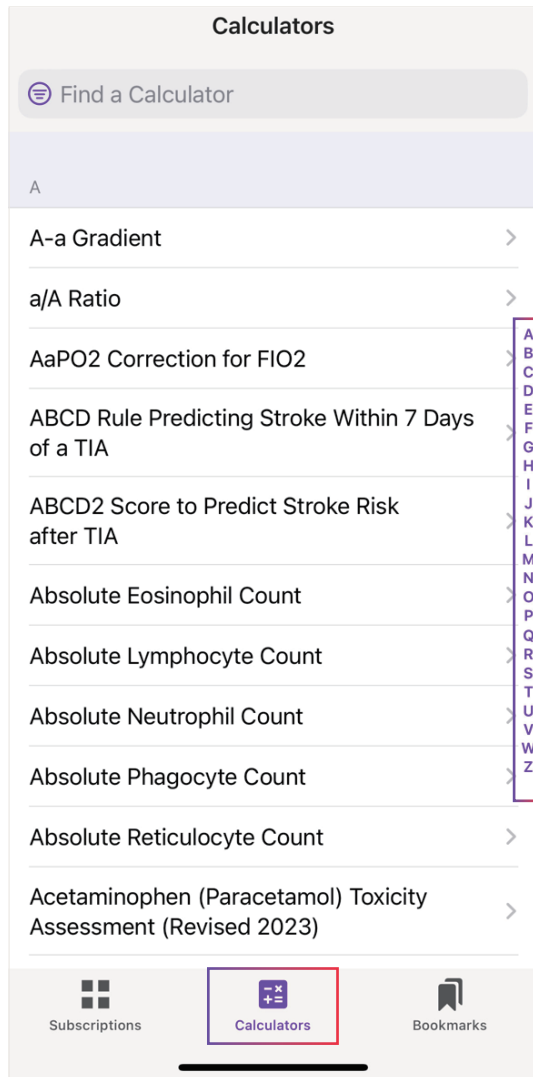 Calculators
Find a Calculator
A
A-a Gradient
a/A Ratio
AaPO2 Correction for FIO2
ABCD Rule Predicting Stroke Within 7 Days
of a TIA
ABCD2 Score to Predict Stroke Risk
after TIA
Absolute Eosinophil Count
Absolute Lymphocyte Count
Absolute Neutrophil Count
Absolute Phagocyte Count
Absolute Reticulocyte Count
Acetaminophen (Paracetamol) Toxicity
Assessment (Revised 2023)
A
B
C
D
E
F
G
H
I
J
K
L
M
N
O
P
Q
R
S
T
U
V
W
Z
Subscriptions
Calculators
Bookmarks